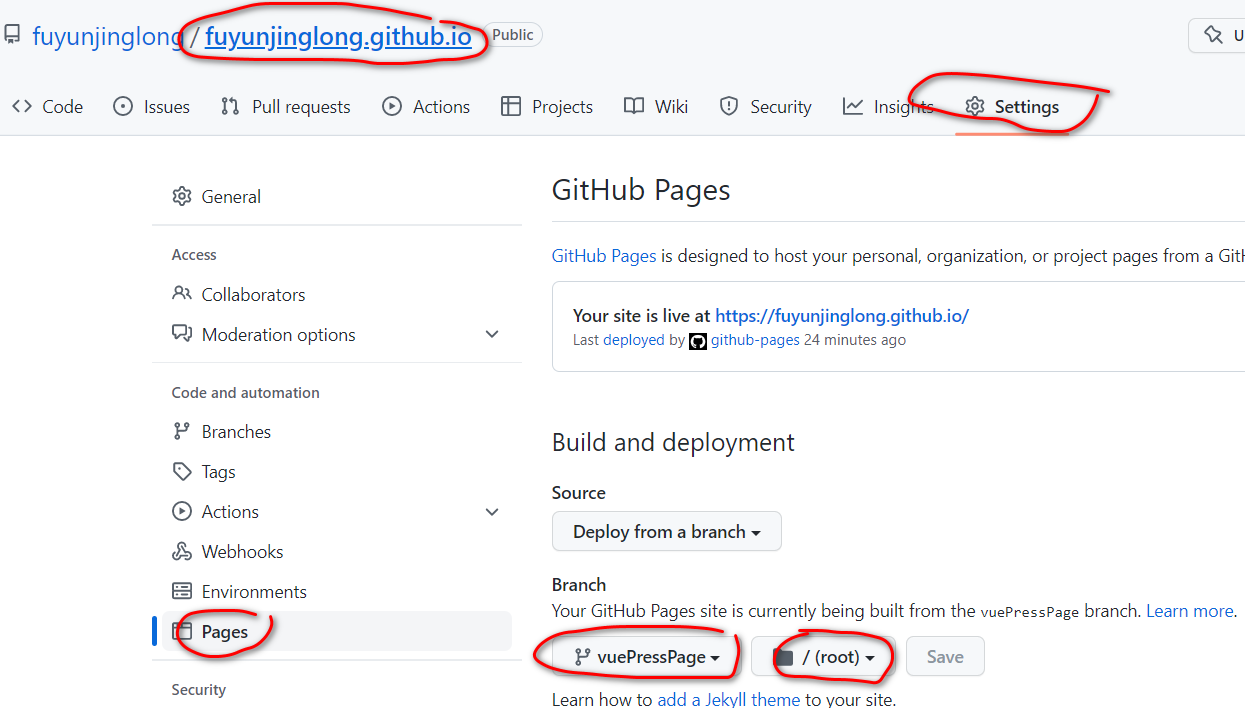 fuyunjinglong / fuyunjinglong.github.io Public
Code Issues Pull requests Actions Projects Wiki Security Insights Settings
General
Access
Collaborators
Moderation options
Code and automation
Branches
Tags
Actions
Webhooks
Environments
Pages
Security
GitHub Pages
GitHub Pages is designed to host your personal, organization, or project pages from a
Your site is live at https://fuyunjinglong.github.io/
Last deployed by github-pages 24 minutes ago
Build and deployment
Source
Deploy from a branch
Branch
Your GitHub Pages site is currently being built from the vuePressPage branch. Learn more.
vuePressPage / (root) Save
Learn how to add a Jekyll theme to your site.